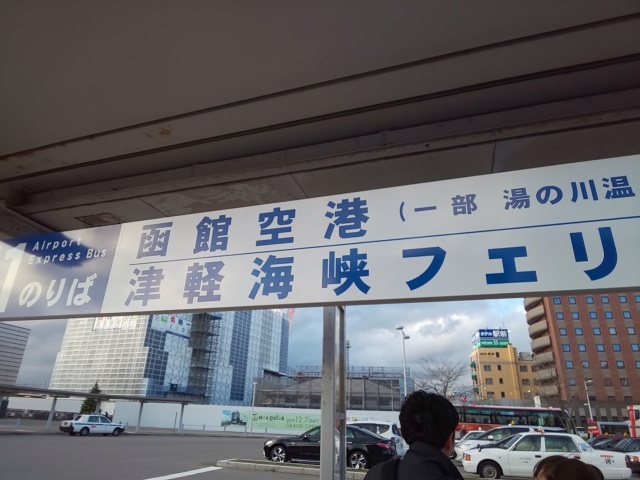 函館空港 (一部 湯の川温
津軽海峡フェリ
1
Airport
Express Bus
のりば